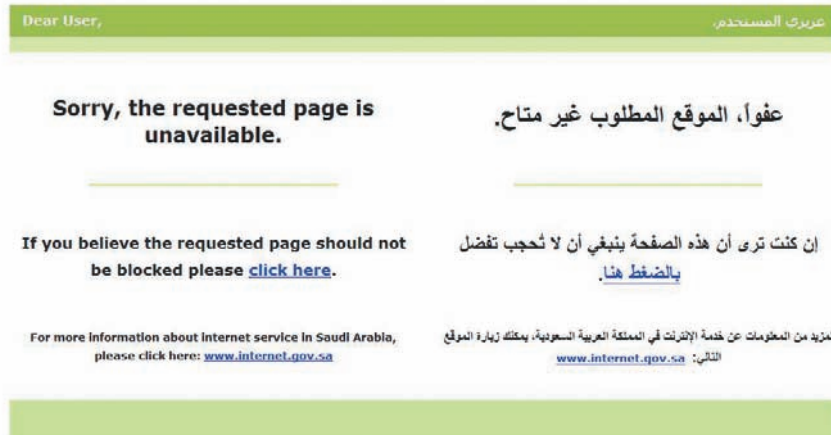 Dear User,
عزيزي المستخدم،
Sorry, the requested page is
unavailable.
عفواً، الموقع المطلوب غير متاح.
If you believe the requested page should not
be blocked please click here.
إن كنت ترى أن هذه الصفحة ينبغي أن لا تُحجب تفضل
بالضغط هنا.
For more information about internet service in Saudi Arabia,
please click here: www.internet.gov.sa
لمزيد من المعلومات عن خدمة الإنترنت في المملكة العربية السعودية، يمكنك زيارة الموقع
التالي: www.internet.gov.sa